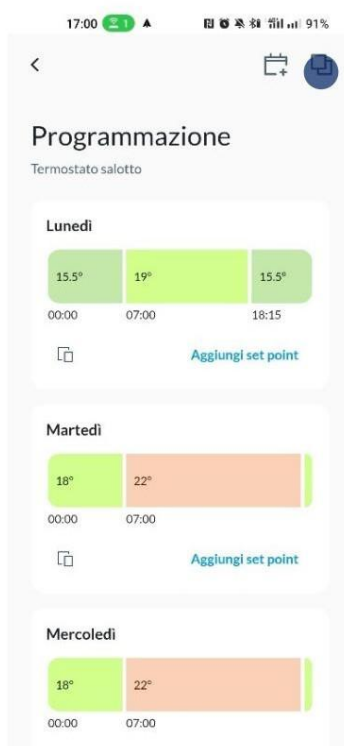 17:00 1 91%
Programmazione
Termostato salotto
Lunedì
15.5° 19° 15.5°
00:00 07:00 18:15
Aggiungi set point
Martedì
18° 22°
00:00 07:00
Aggiungi set point
Mercoledì
18° 22°
00:00 07:00